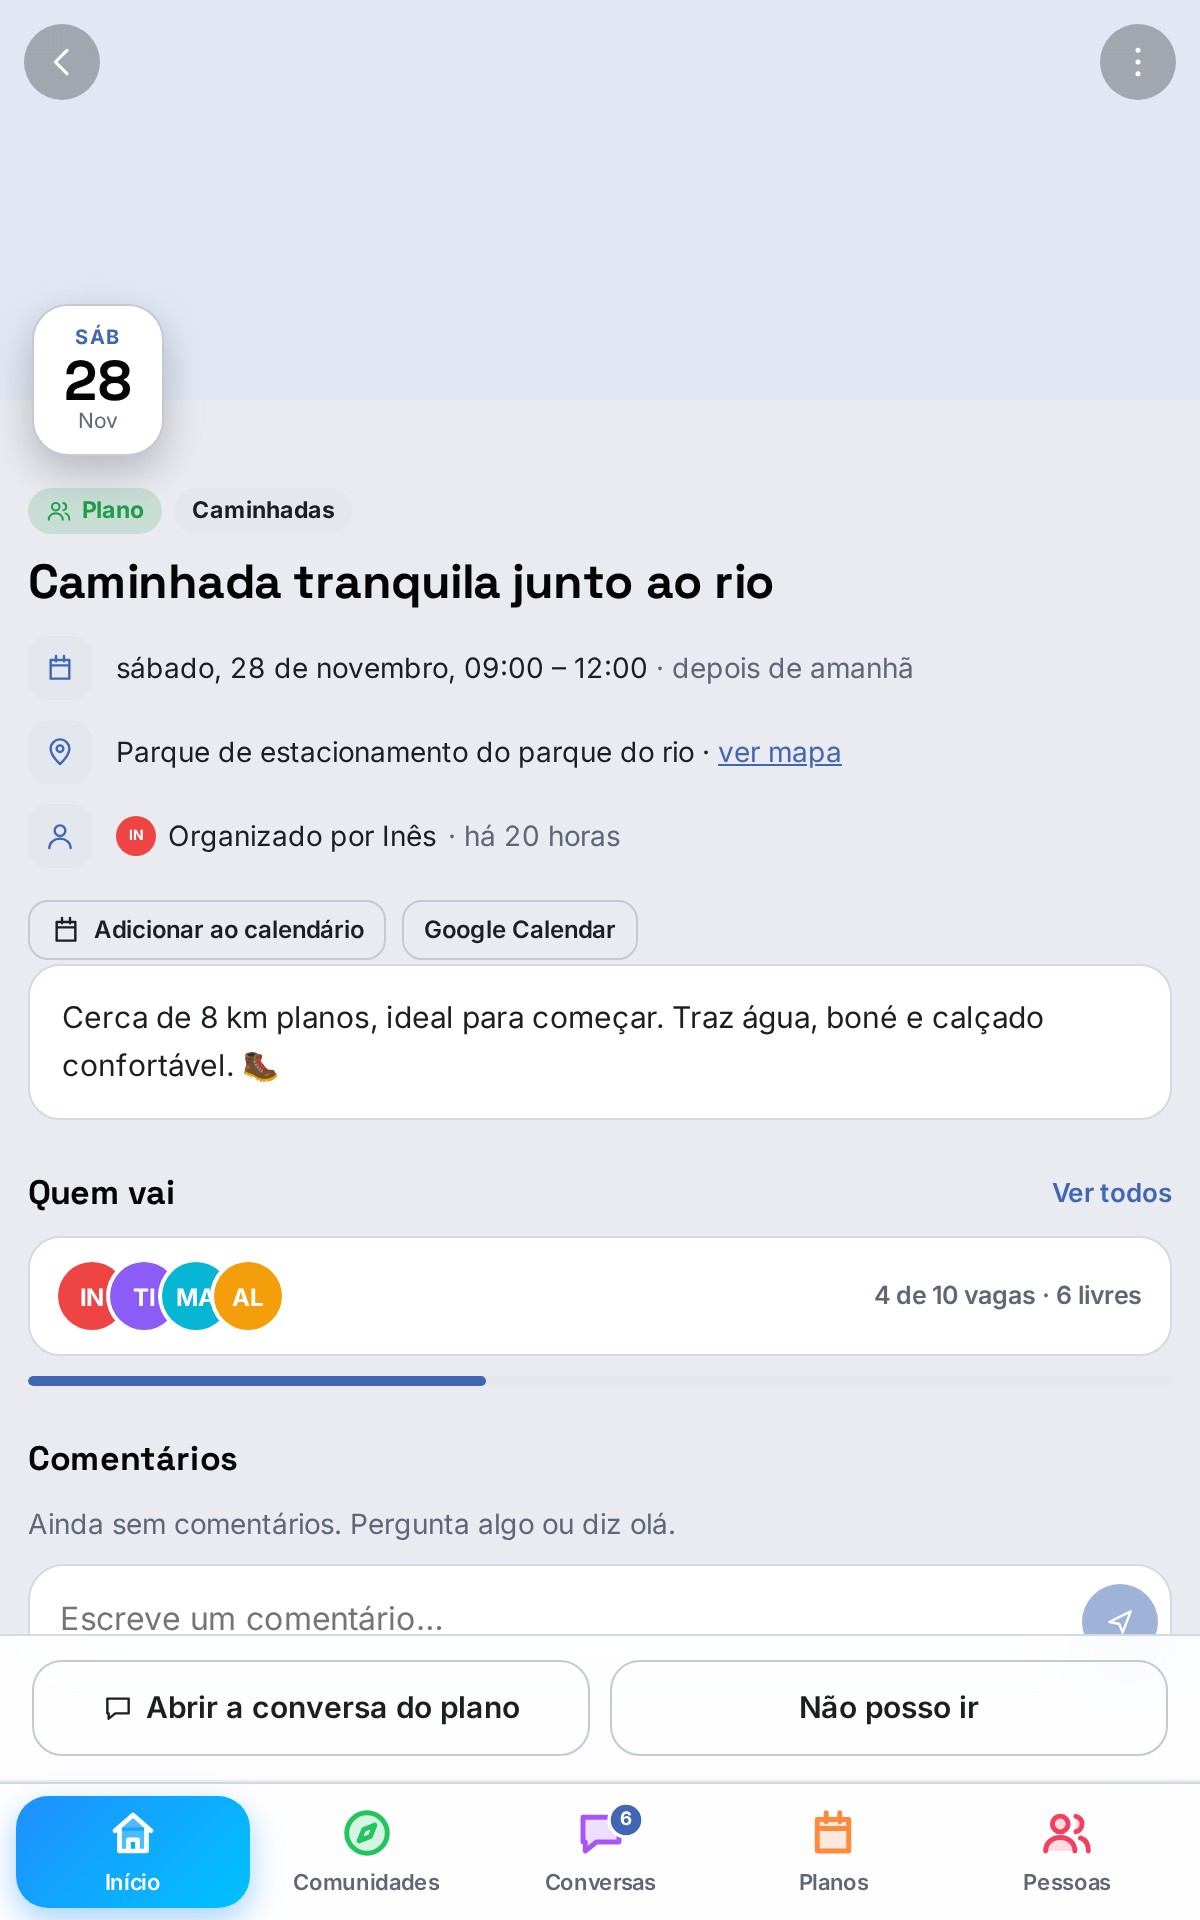 SÁB
28
Nov
Plano
Caminhadas
Caminhada tranquila junto ao rio
sábado, 28 de novembro, 09:00 – 12:00 · depois de amanhã
Parque de estacionamento do parque do rio · ver mapa
IN Organizado por Inês · há 20 horas
Adicionar ao calendário
Google Calendar
Cerca de 8 km planos, ideal para começar. Traz água, boné e calçado
confortável. 🥾
Quem vai
Ver todos
IN TI MA AL
4 de 10 vagas · 6 livres
Comentários
Ainda sem comentários. Pergunta algo ou diz olá.
Escreve um comentário...
Abrir a conversa do plano
Não posso ir
6
Início
Comunidades
Conversas
Planos
Pessoas